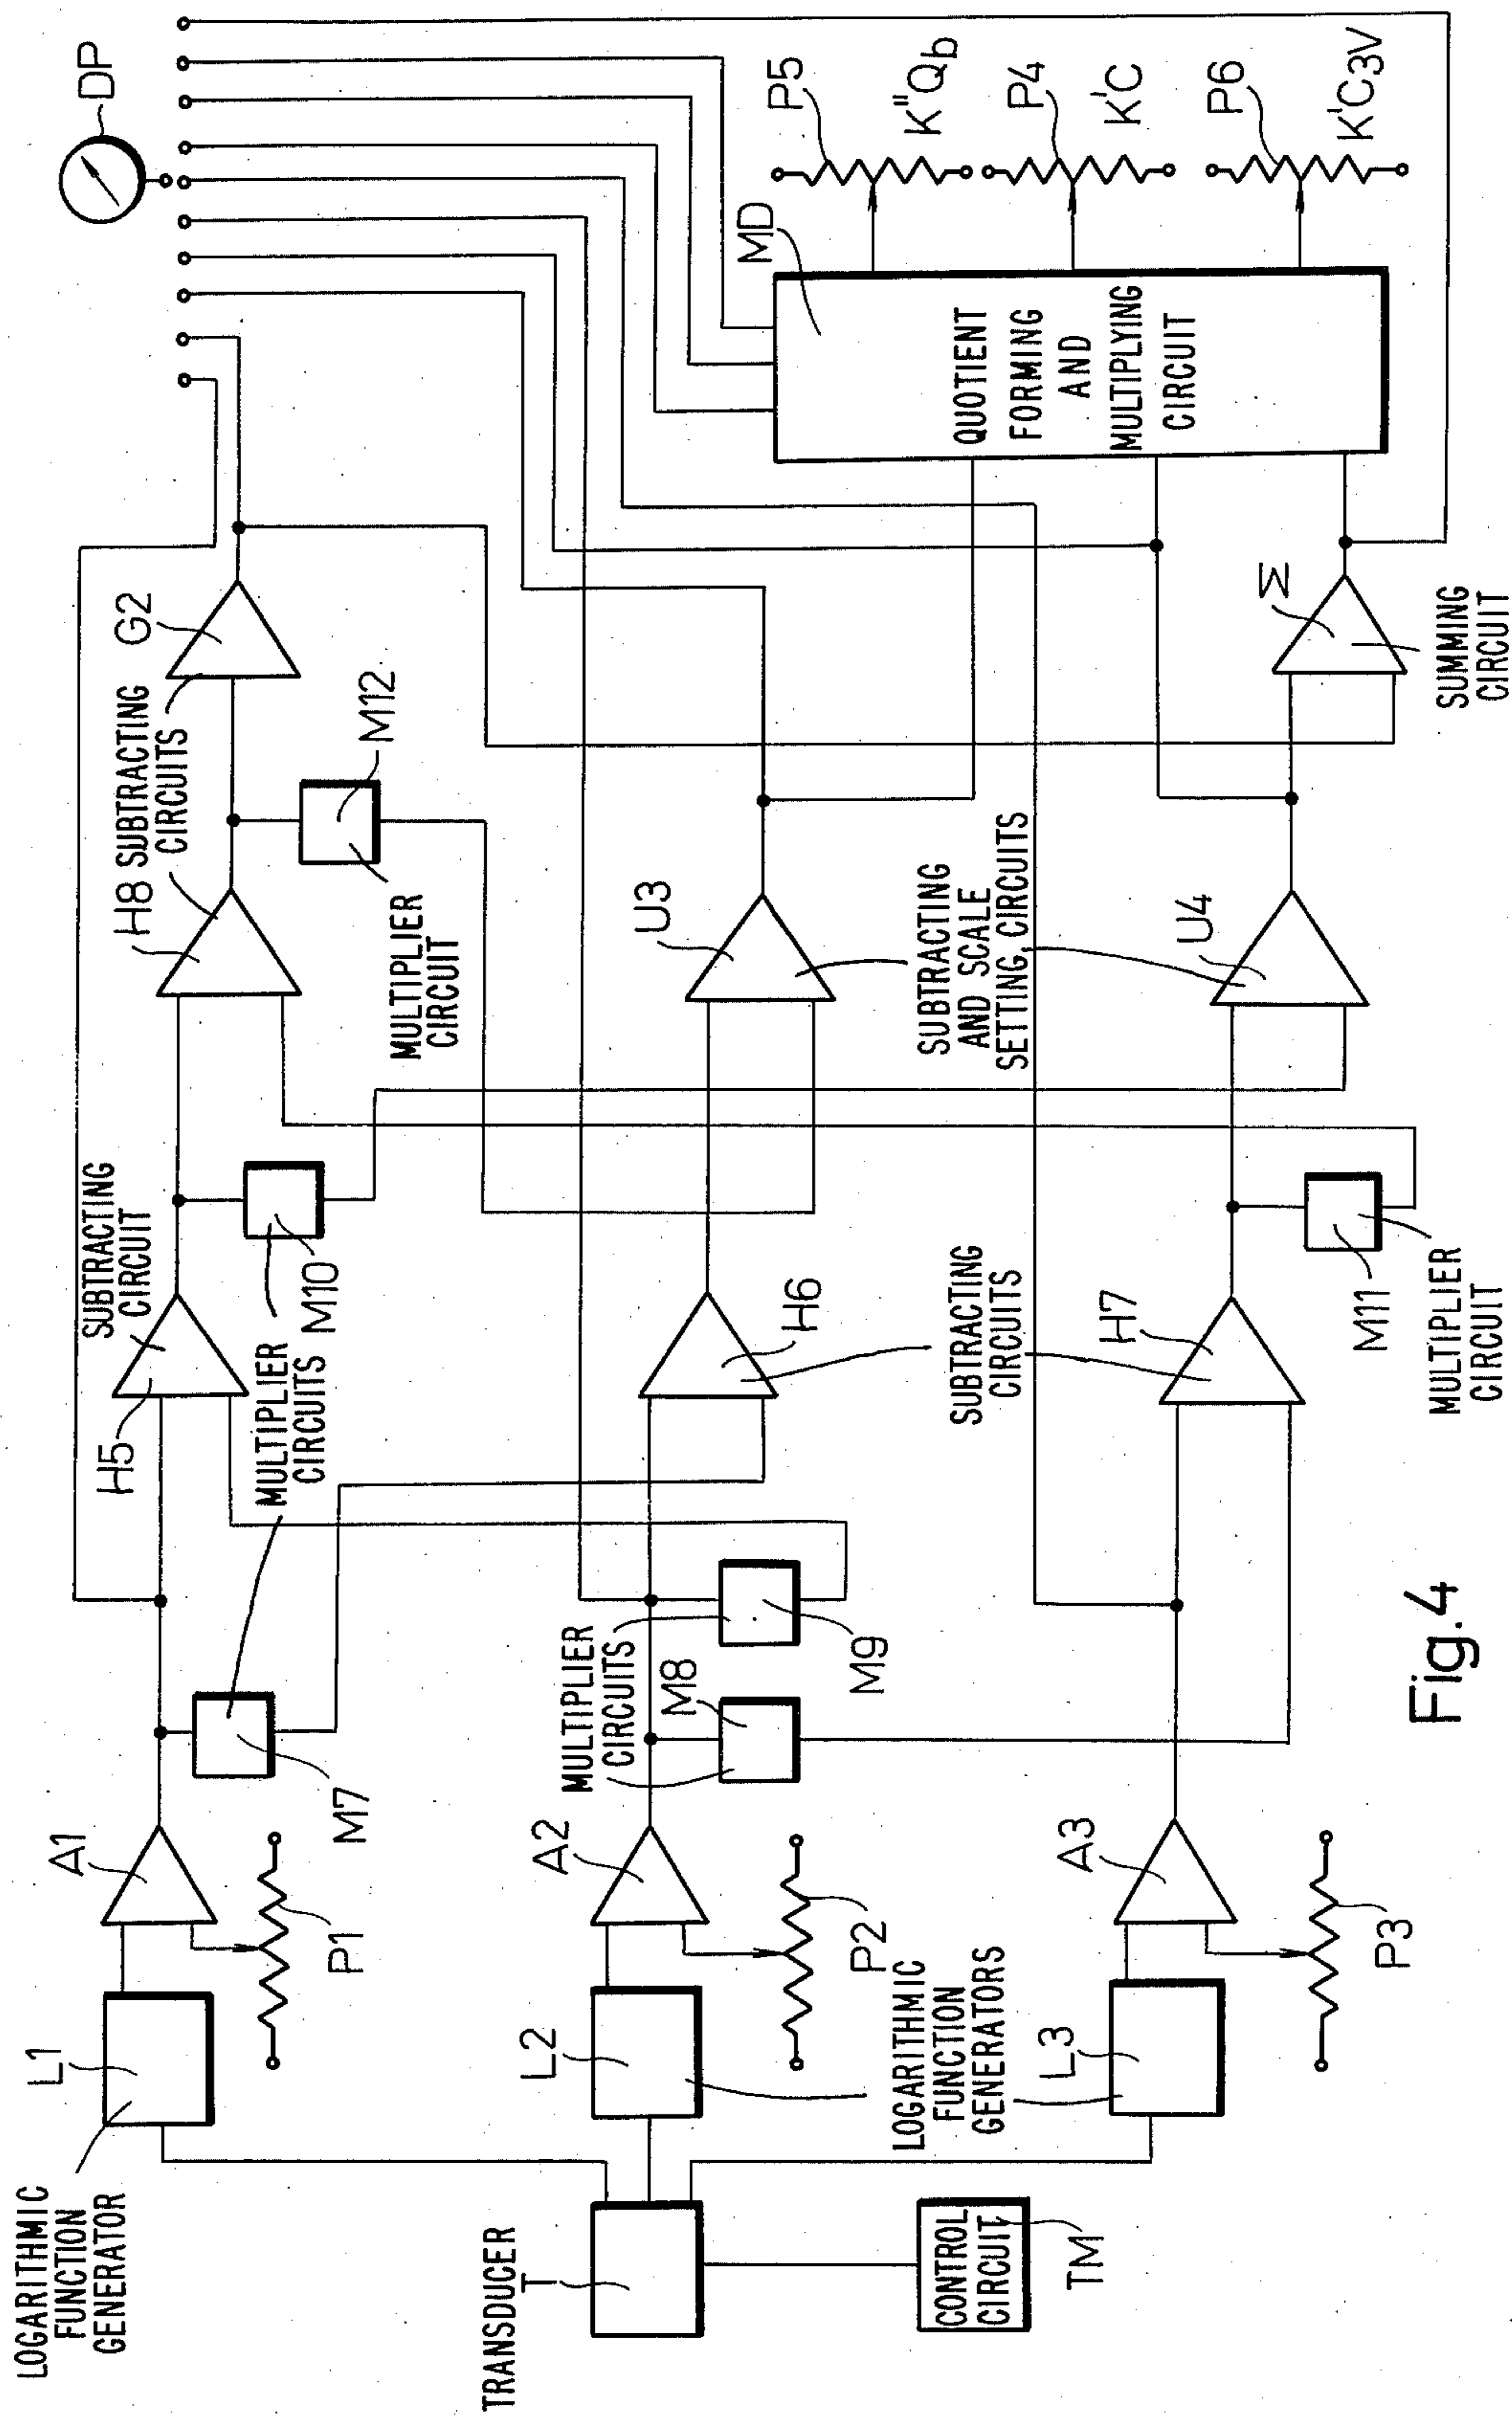 LOGARITHMIC
FUNCTION
GENERATOR
L1
A1
P1
M7
MULTIPLIER
CIRCUITS
H5
SUBTRACTING
CIRCUIT
M10
H8
SUBTRACTING
CIRCUITS
MULTIPLIER
CIRCUIT
M12
G2
DP
TRANSDUCER
T
L2
A2
P2
MULTIPLIER
CIRCUITS
M8
M9
H6
SUBTRACTING
CIRCUITS
U3
SUBTRACTING
AND SCALE
SETTING CIRCUITS
MD
QUOTIENT
FORMING
AND
MULTIPLYING
CIRCUIT
P5
K"Qb
P4
K'C
P6
K'C3V
CONTROL
CIRCUIT
TM
LOGARITHMIC
FUNCTION
GENERATORS
L3
A3
P3
H7
M11
MULTIPLIER
CIRCUIT
U4
Σ
SUMMING
CIRCUIT
Fig.4